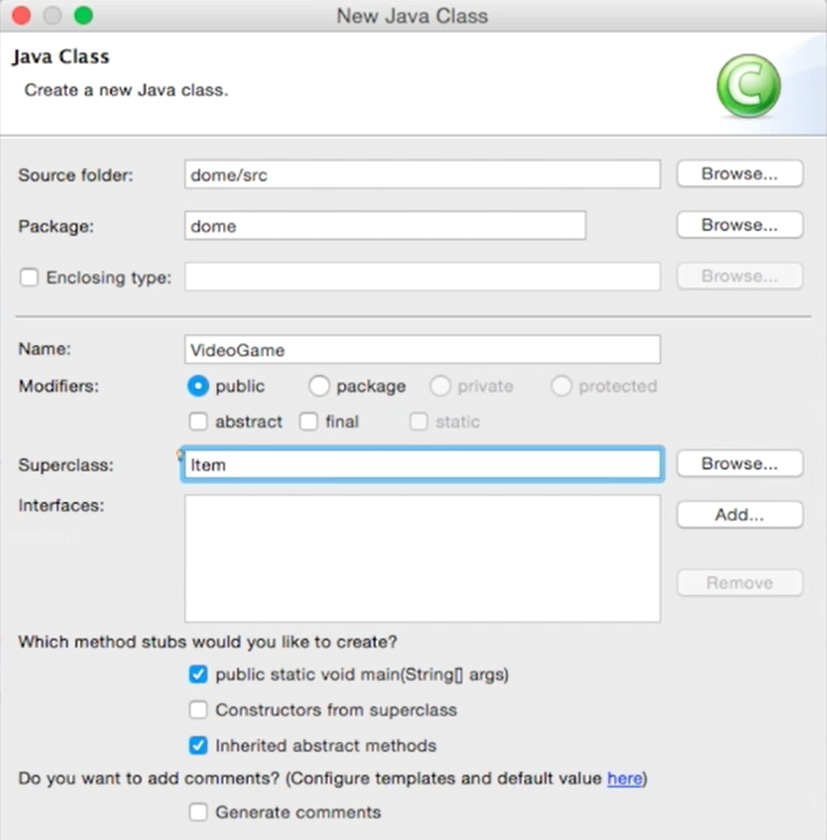 New Java Class
Java Class
Create a new Java class.
Source folder: dome/src Browse...
Package: dome Browse...
Enclosing type: Browse...
Name: VideoGame
Modifiers: public package private protected
abstract final static
Superclass: Item Browse...
Interfaces: Add...
Remove
Which method stubs would you like to create?
public static void main(String[] args)
Constructors from superclass
Inherited abstract methods
Do you want to add comments? (Configure templates and default value here)
Generate comments